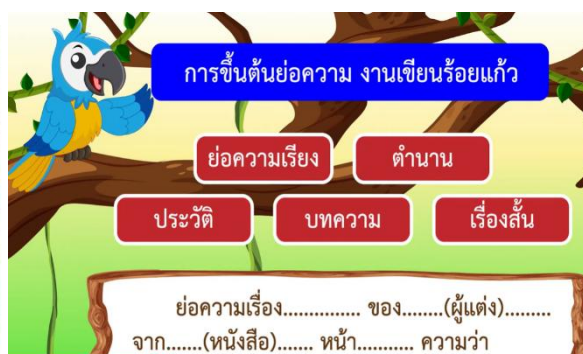 การขึ้นต้นย่อความ งานเขียนร้อยแก้ว
ย่อความเรียง ตำนาน
ประวัติ บทความ เรื่องสั้น
ย่อความเรื่อง............... ของ........(ผู้แต่ง).........
จาก.......(หนังสือ)....... หน้า........... ความว่า